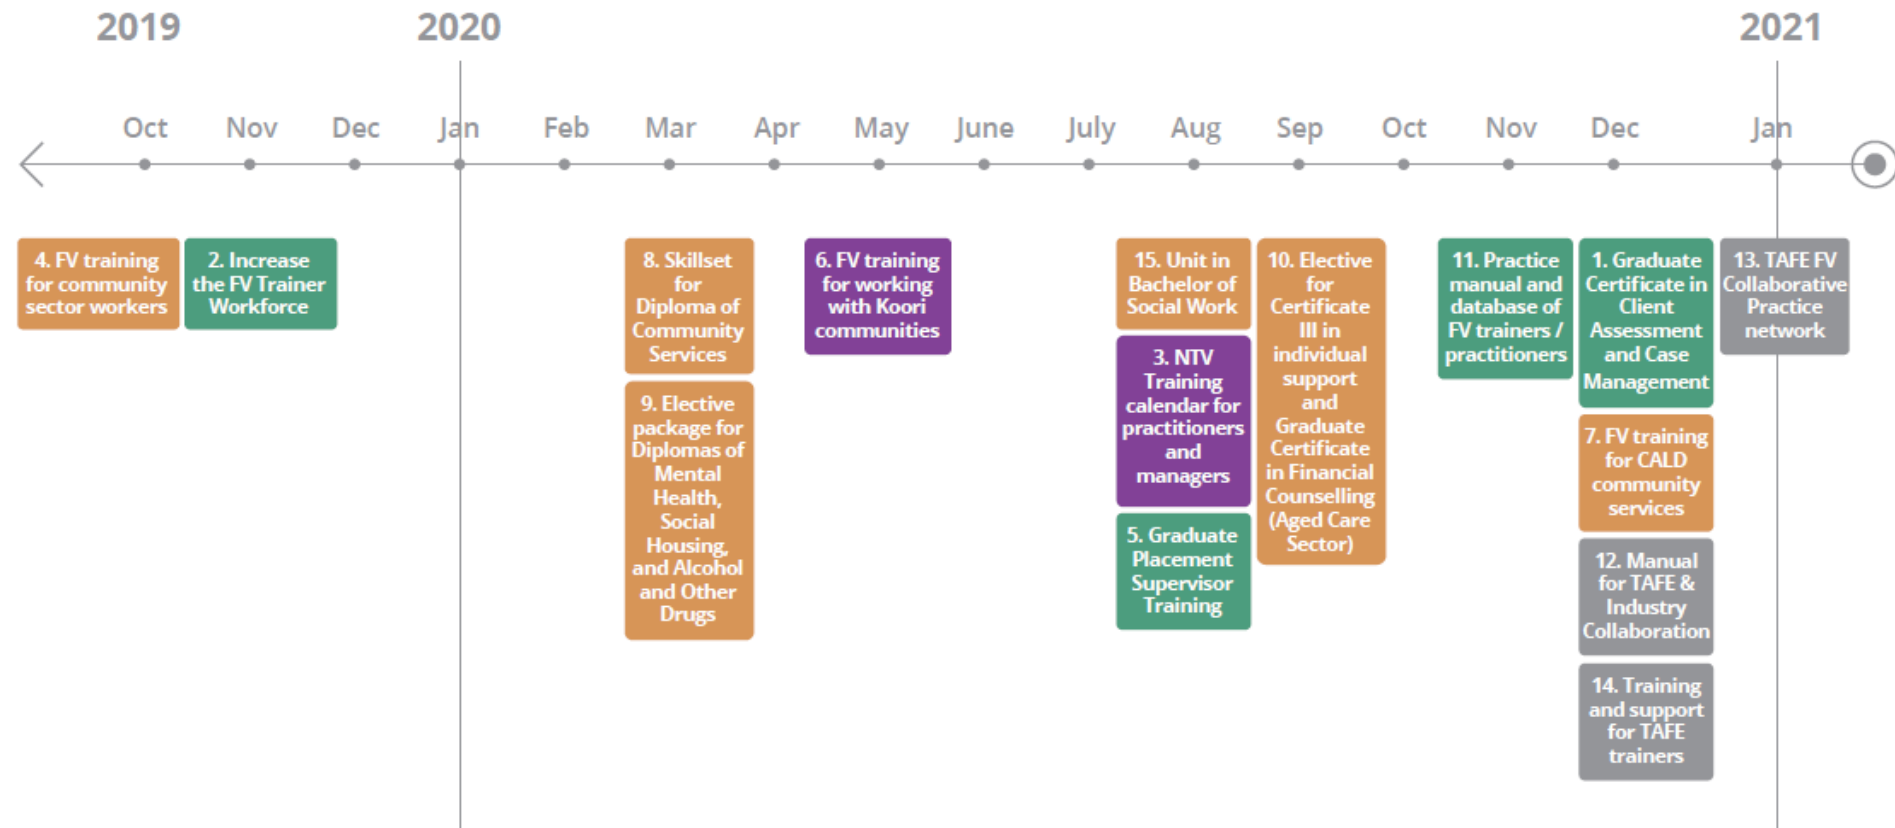 2019
2020
2021
Oct
Nov
Dec
Jan
Feb
Mar
Apr
May
June
July
Aug
Sep
Oct
Nov
Dec
Jan
4. FV training
for community
sector workers
2. Increase
the FV Trainer
Workforce
8. Skillset
for
Diploma of
Community
Services
9. Elective
package for
Diplomas of
Mental
Health,
Social
Housing,
and Alcohol
and Other
Drugs
6. FV training
for working
with Koori
communities
15. Unit in
Bachelor of
Social Work
3. NTV
Training
calendar for
practitioners
and
managers
5. Graduate
Placement
Supervisor
Training
10. Elective
for
Certificate
III in
individual
support
and
Graduate
Certificate
in Financial
Counselling
(Aged Care
Sector)
11. Practice
manual and
database of
FV trainers /
practitioners
1. Graduate
Certificate in
Client
Assessment
and Case
Management
7. FV training
for CALD
community
services
12. Manual
for TAFE &
Industry
Collaboration
14. Training
and support
for TAFE
trainers
13. TAFE FV
Collaborative
Practice
network